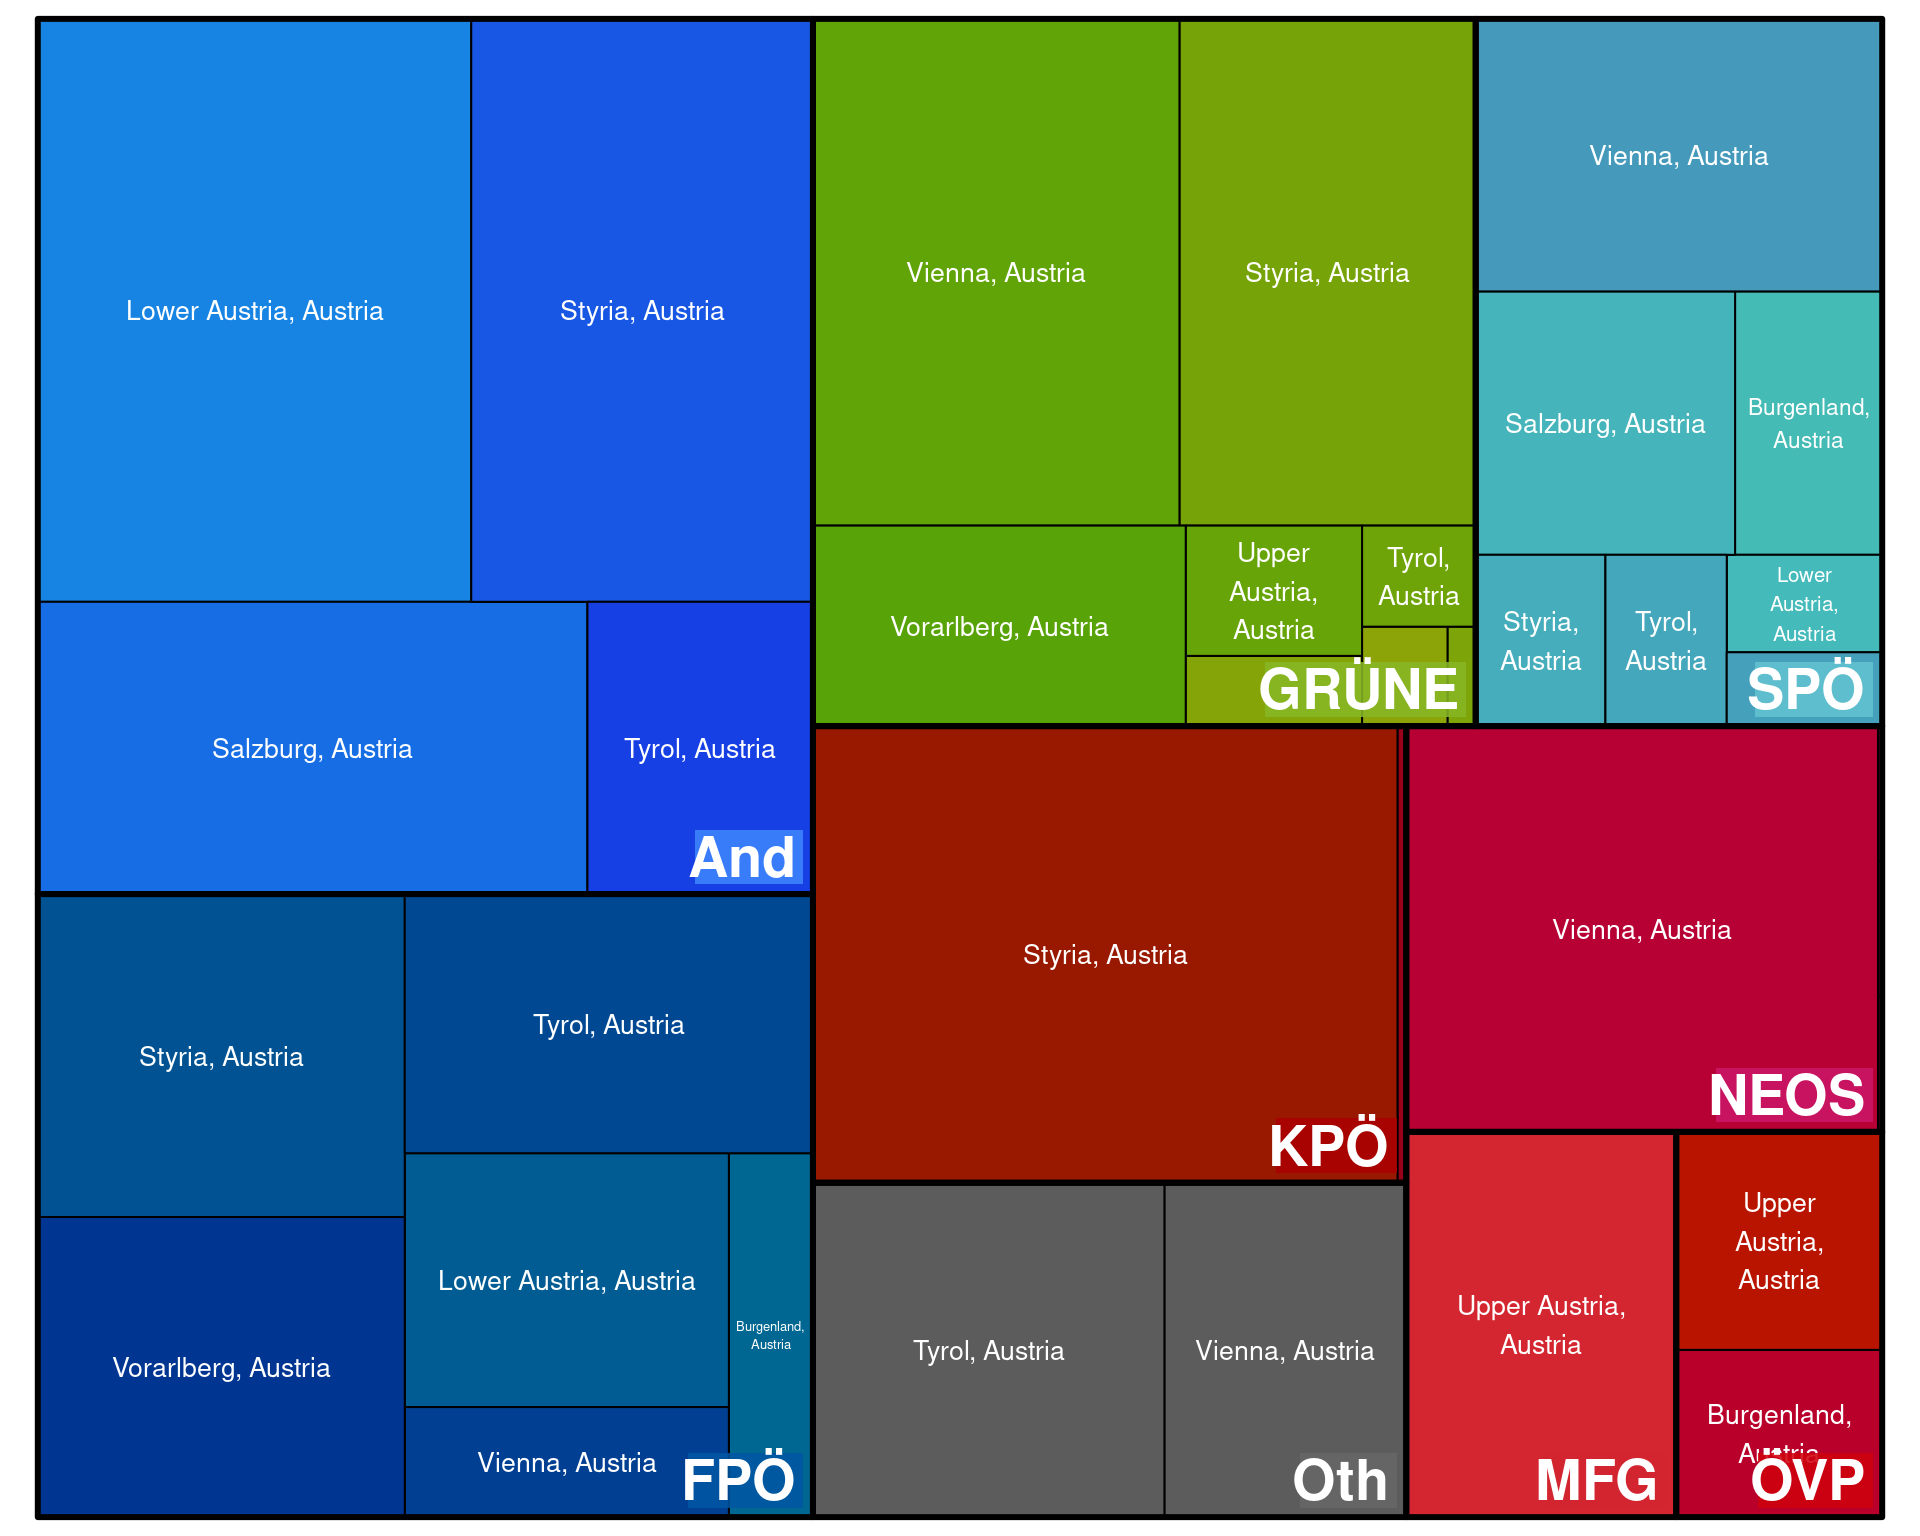 Lower Austria, Austria
Styria, Austria
Salzburg, Austria
Tyrol, Austria
And
Styria, Austria
Tyrol, Austria
Vorarlberg, Austria
Lower Austria, Austria
Burgenland,
Austria
Vienna, Austria
FPÖ
Vienna, Austria
Styria, Austria
Vorarlberg, Austria
Upper
Austria,
Austria
Tyrol,
Austria
GRÜNE
Vienna, Austria
Salzburg, Austria
Burgenland,
Austria
Styria,
Austria
Tyrol,
Austria
Lower
Austria,
Austria
SPÖ
Styria, Austria
KPÖ
Vienna, Austria
NEOS
Tyrol, Austria
Vienna, Austria
Oth
Upper Austria,
Austria
MFG
Upper
Austria,
Austria
Burgenland,
Austria
ÖVP